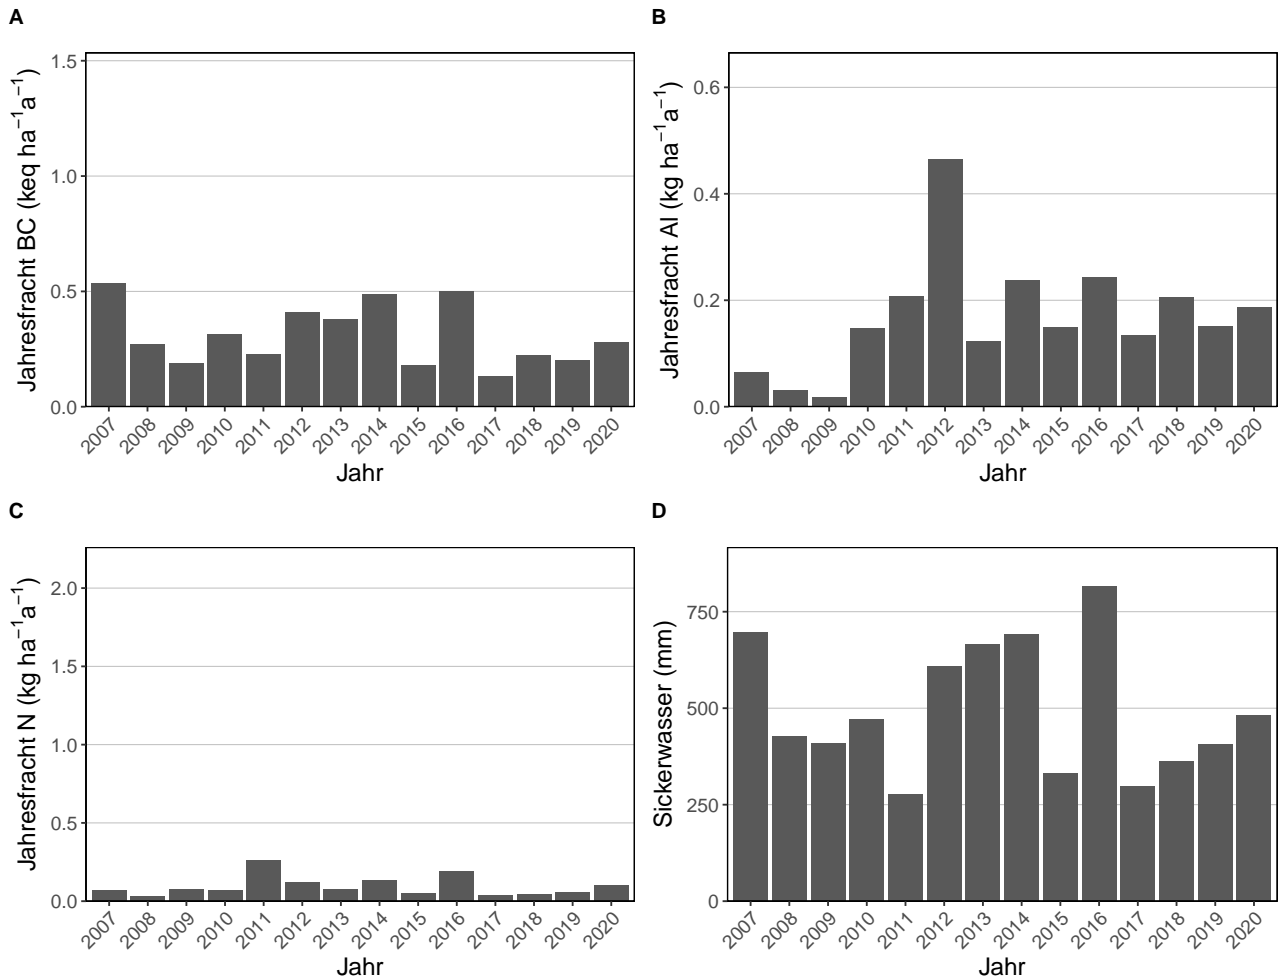 A
Jahresfracht BC (keq ha−1a−1)
1.5
1.0
0.5
0.0
2007 2008 2009 2010 2011 2012 2013 2014 2015 2016 2017 2018 2019 2020
Jahr
B
Jahresfracht Al (kg ha−1a−1)
0.6
0.4
0.2
0.0
2007 2008 2009 2010 2011 2012 2013 2014 2015 2016 2017 2018 2019 2020
Jahr
C
Jahresfracht N (kg ha−1a−1)
2.0
1.5
1.0
0.5
0.0
2007 2008 2009 2010 2011 2012 2013 2014 2015 2016 2017 2018 2019 2020
Jahr
D
Sickerwasser (mm)
750
500
250
0
2007 2008 2009 2010 2011 2012 2013 2014 2015 2016 2017 2018 2019 2020
Jahr